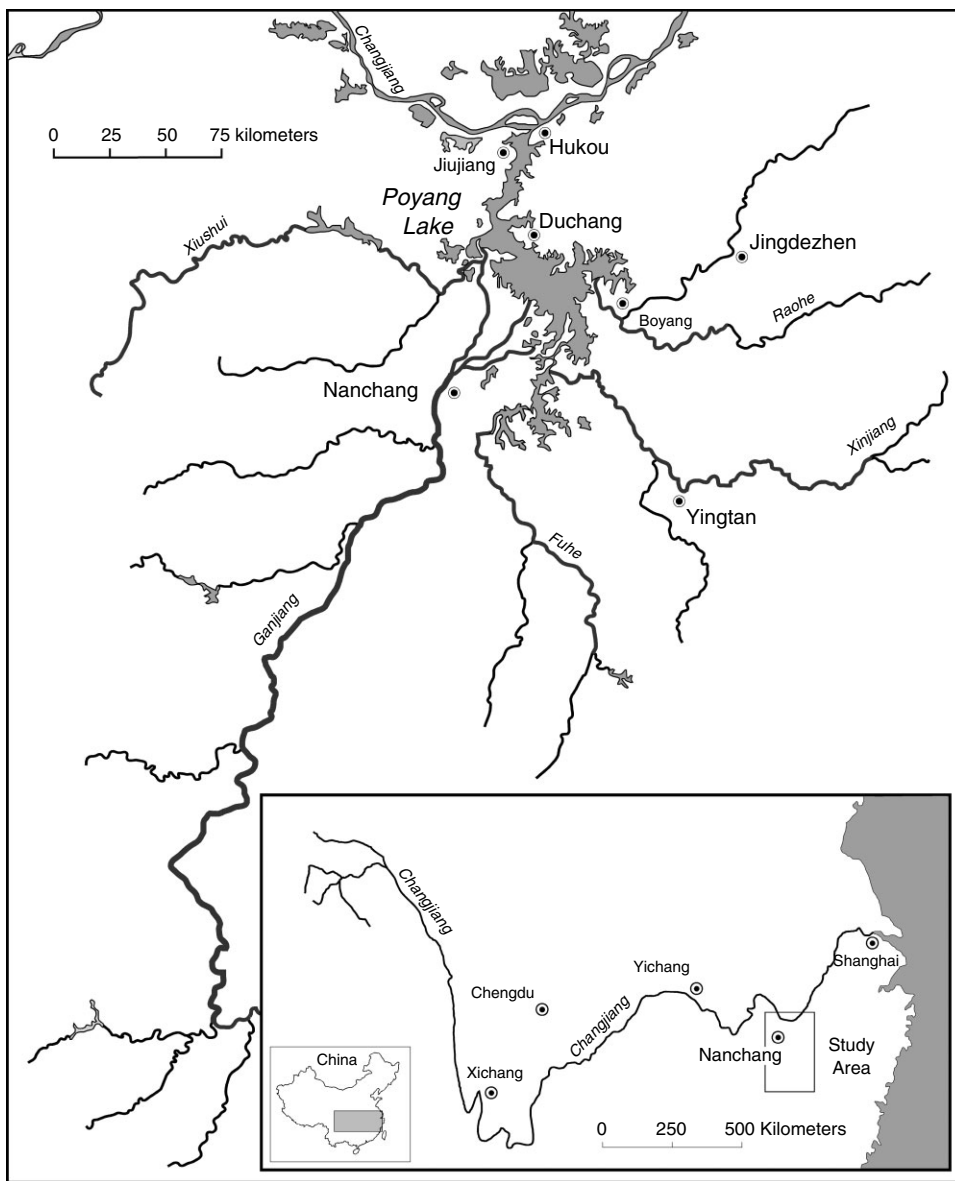 Changjiang
0 25 50 75 kilometers
Hukou
Jiujiang
Poyang
Lake
Duchang
Xiushui
Jingdezhen
Boyang
Raohe
Nanchang
Xinjiang
Yingtan
Fuhe
Ganjiang
Changjiang
Chengdu
Yichang
Shanghai
Changjiang
Nanchang
Study
Area
Xichang
China
0 250 500 Kilometers